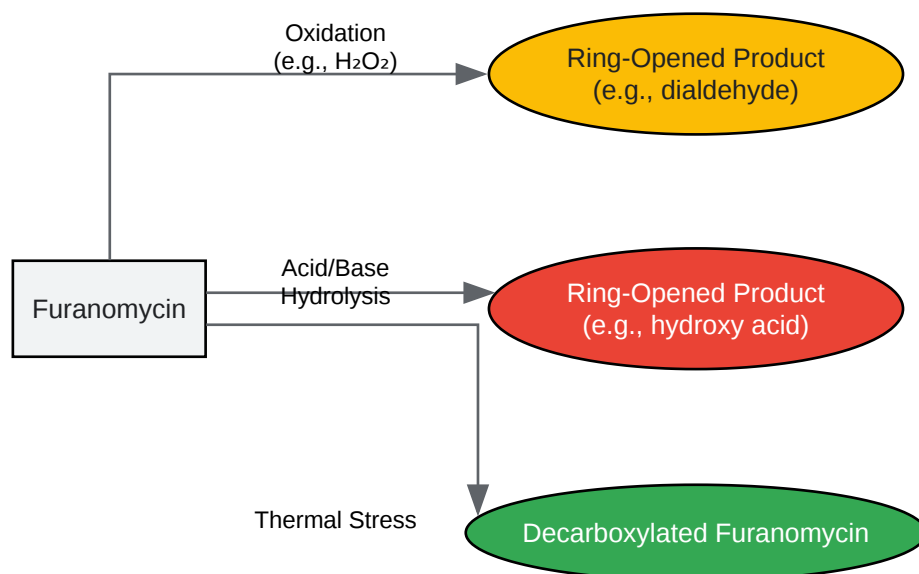 Oxidation
(e.g., H₂O₂)
Ring-Opened Product
(e.g., dialdehyde)
Furanomycin
Acid/Base
Hydrolysis
Ring-Opened Product
(e.g., hydroxy acid)
Thermal Stress
Decarboxylated Furanomycin